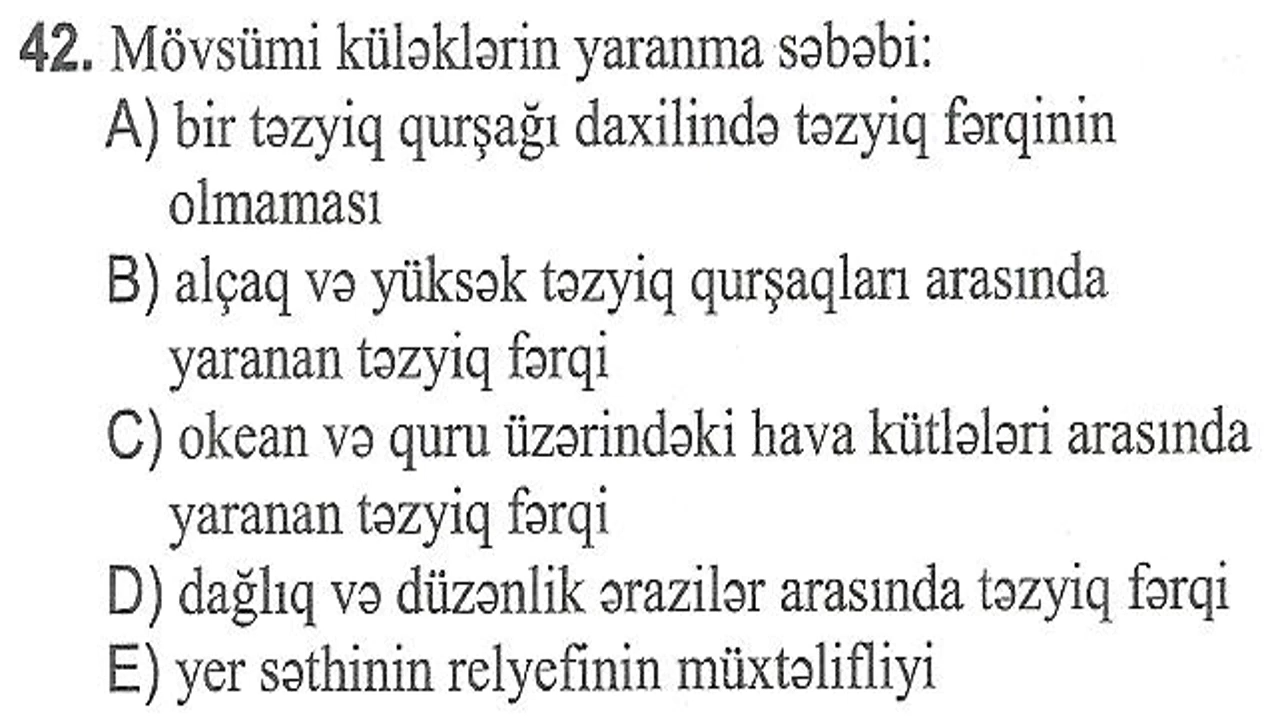 42. Mövsümi küləklərin yaranma səbəbi:
A) bir təzyiq qurşağı daxilində təzyiq fərqinin
olmaması
B) alçaq və yüksək təzyiq qurşaqları arasında
yaranan təzyiq fərqi
C) okean və quru üzərindəki hava kütlələri arasında
yaranan təzyiq fərqi
D) dağlıq və düzənlik ərazilər arasında təzyiq fərqi
E) yer səthinin relyefinin müxtəlifliyi